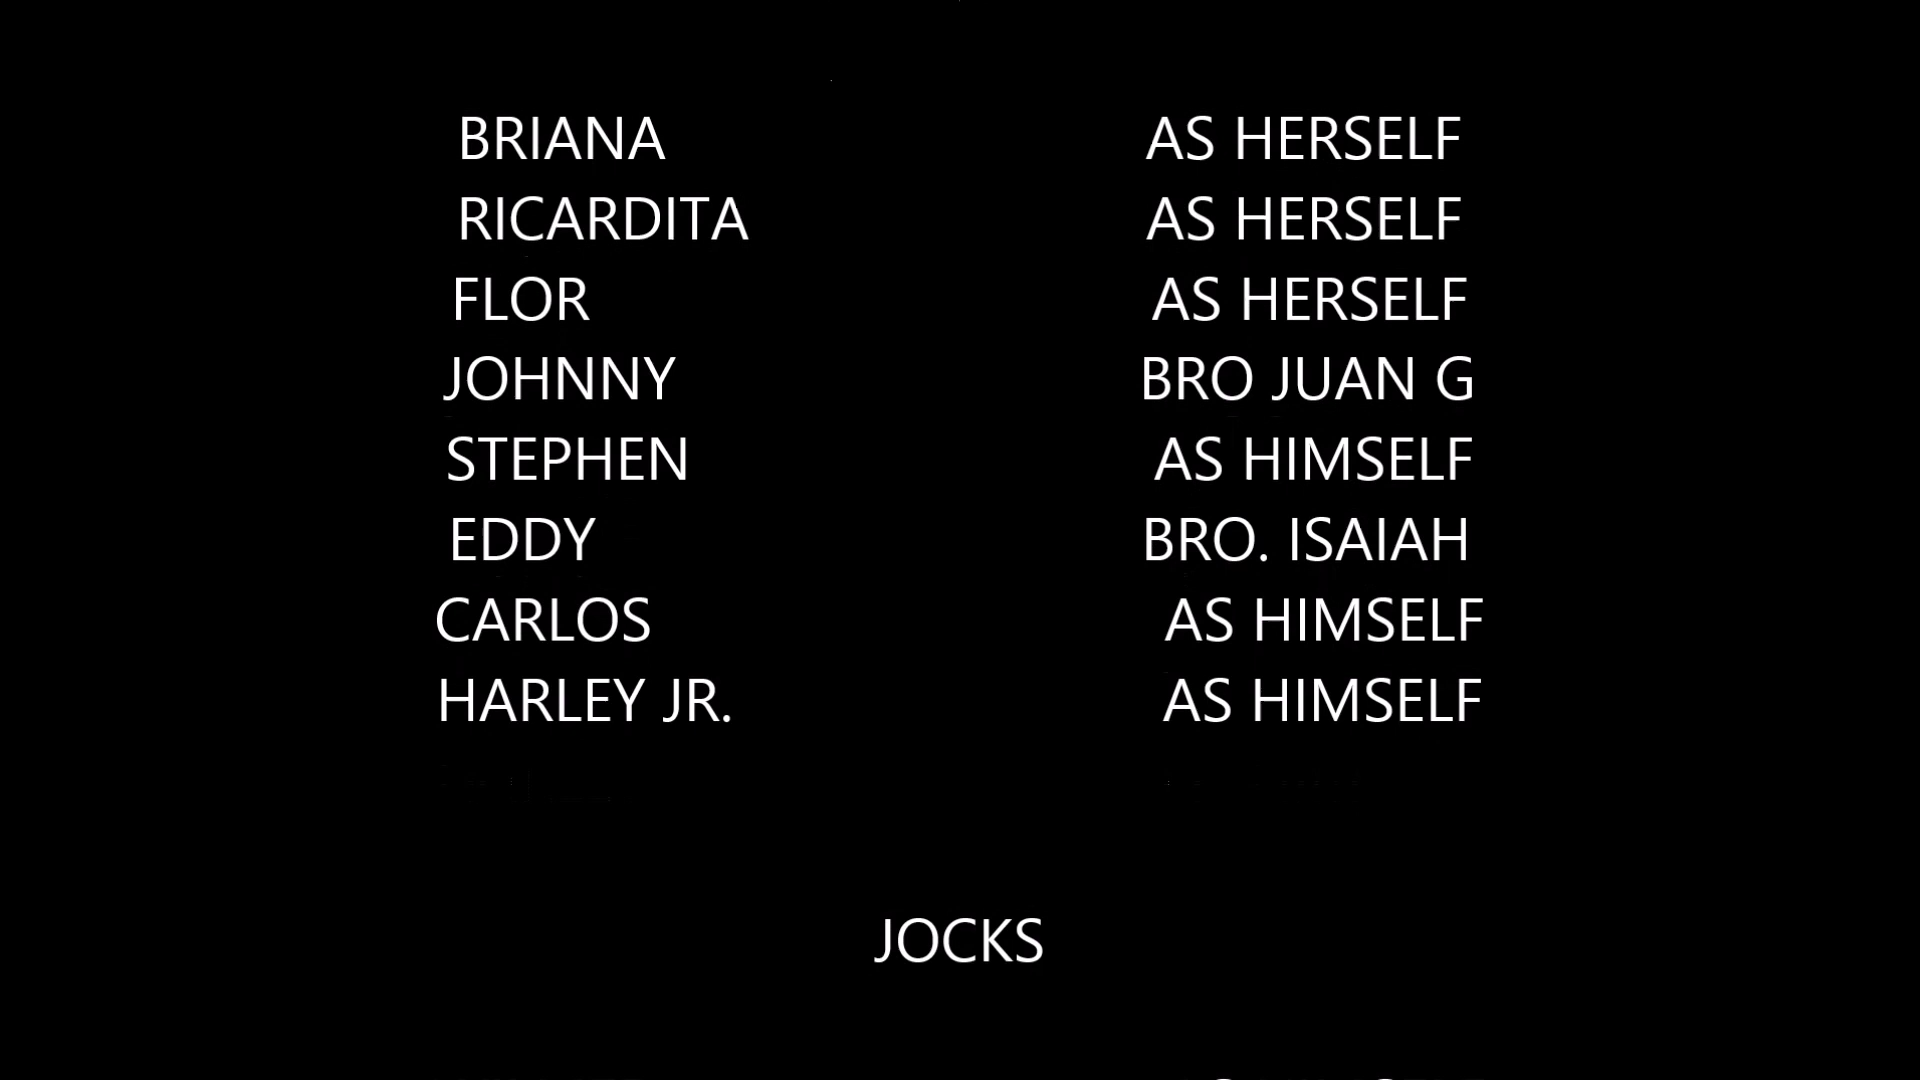 BRIANA AS HERSELF
RICARDITA AS HERSELF
FLOR AS HERSELF
JOHNNY BRO JUAN G
STEPHEN AS HIMSELF
EDDY BRO. ISAIAH
CARLOS AS HIMSELF
HARLEY JR. AS HIMSELF
JOCKS